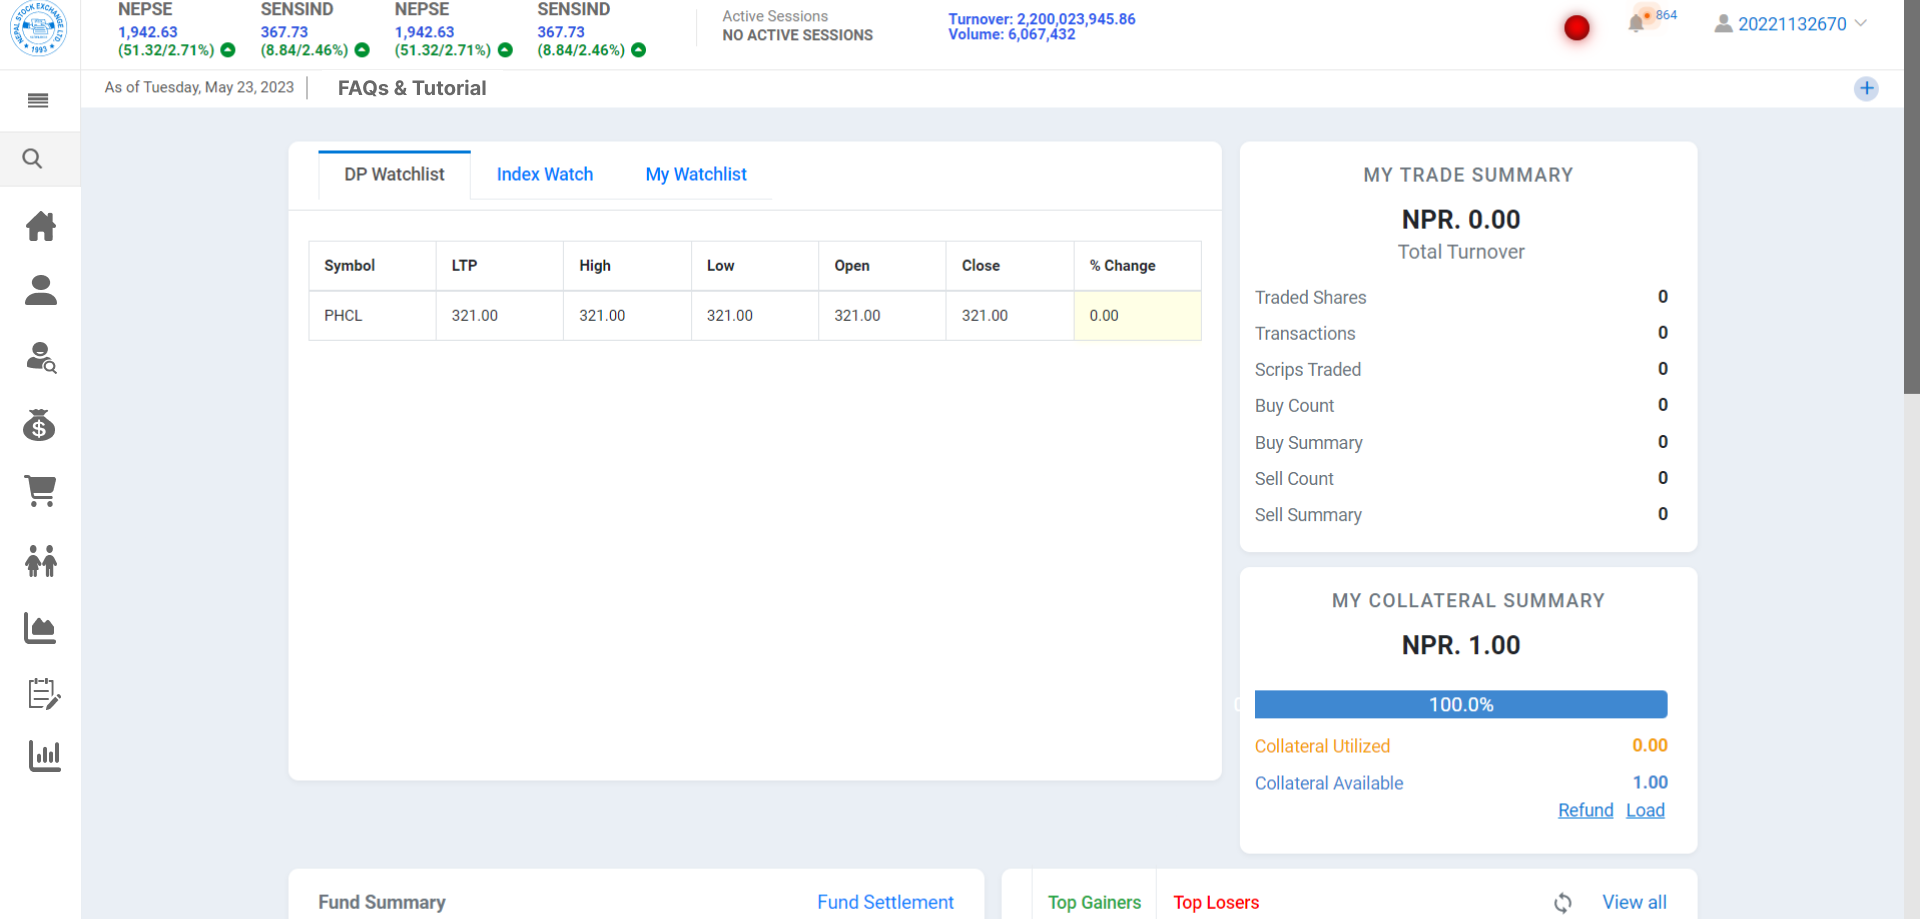 NEPAL STOCK EXCHANGE LTD
1993
NEPSE
1,942.63
(51.32/2.71%)
SENSIND
367.73
(8.84/2.46%)
NEPSE
1,942.63
(51.32/2.71%)
SENSIND
367.73
(8.84/2.46%)
Active Sessions
NO ACTIVE SESSIONS
Turnover: 2,200,023,945.86
Volume: 6,067,432
864
20221132670
As of Tuesday, May 23, 2023
FAQs & Tutorial
DP Watchlist Index Watch My Watchlist
Symbol LTP High Low Open Close % Change
PHCL 321.00 321.00 321.00 321.00 321.00 0.00
MY TRADE SUMMARY
NPR. 0.00
Total Turnover
Traded Shares 0
Transactions 0
Scrips Traded 0
Buy Count 0
Buy Summary 0
Sell Count 0
Sell Summary 0
MY COLLATERAL SUMMARY
NPR. 1.00
100.0%
Collateral Utilized 0.00
Collateral Available 1.00
Refund Load
Fund Summary Fund Settlement
Top Gainers Top Losers View all